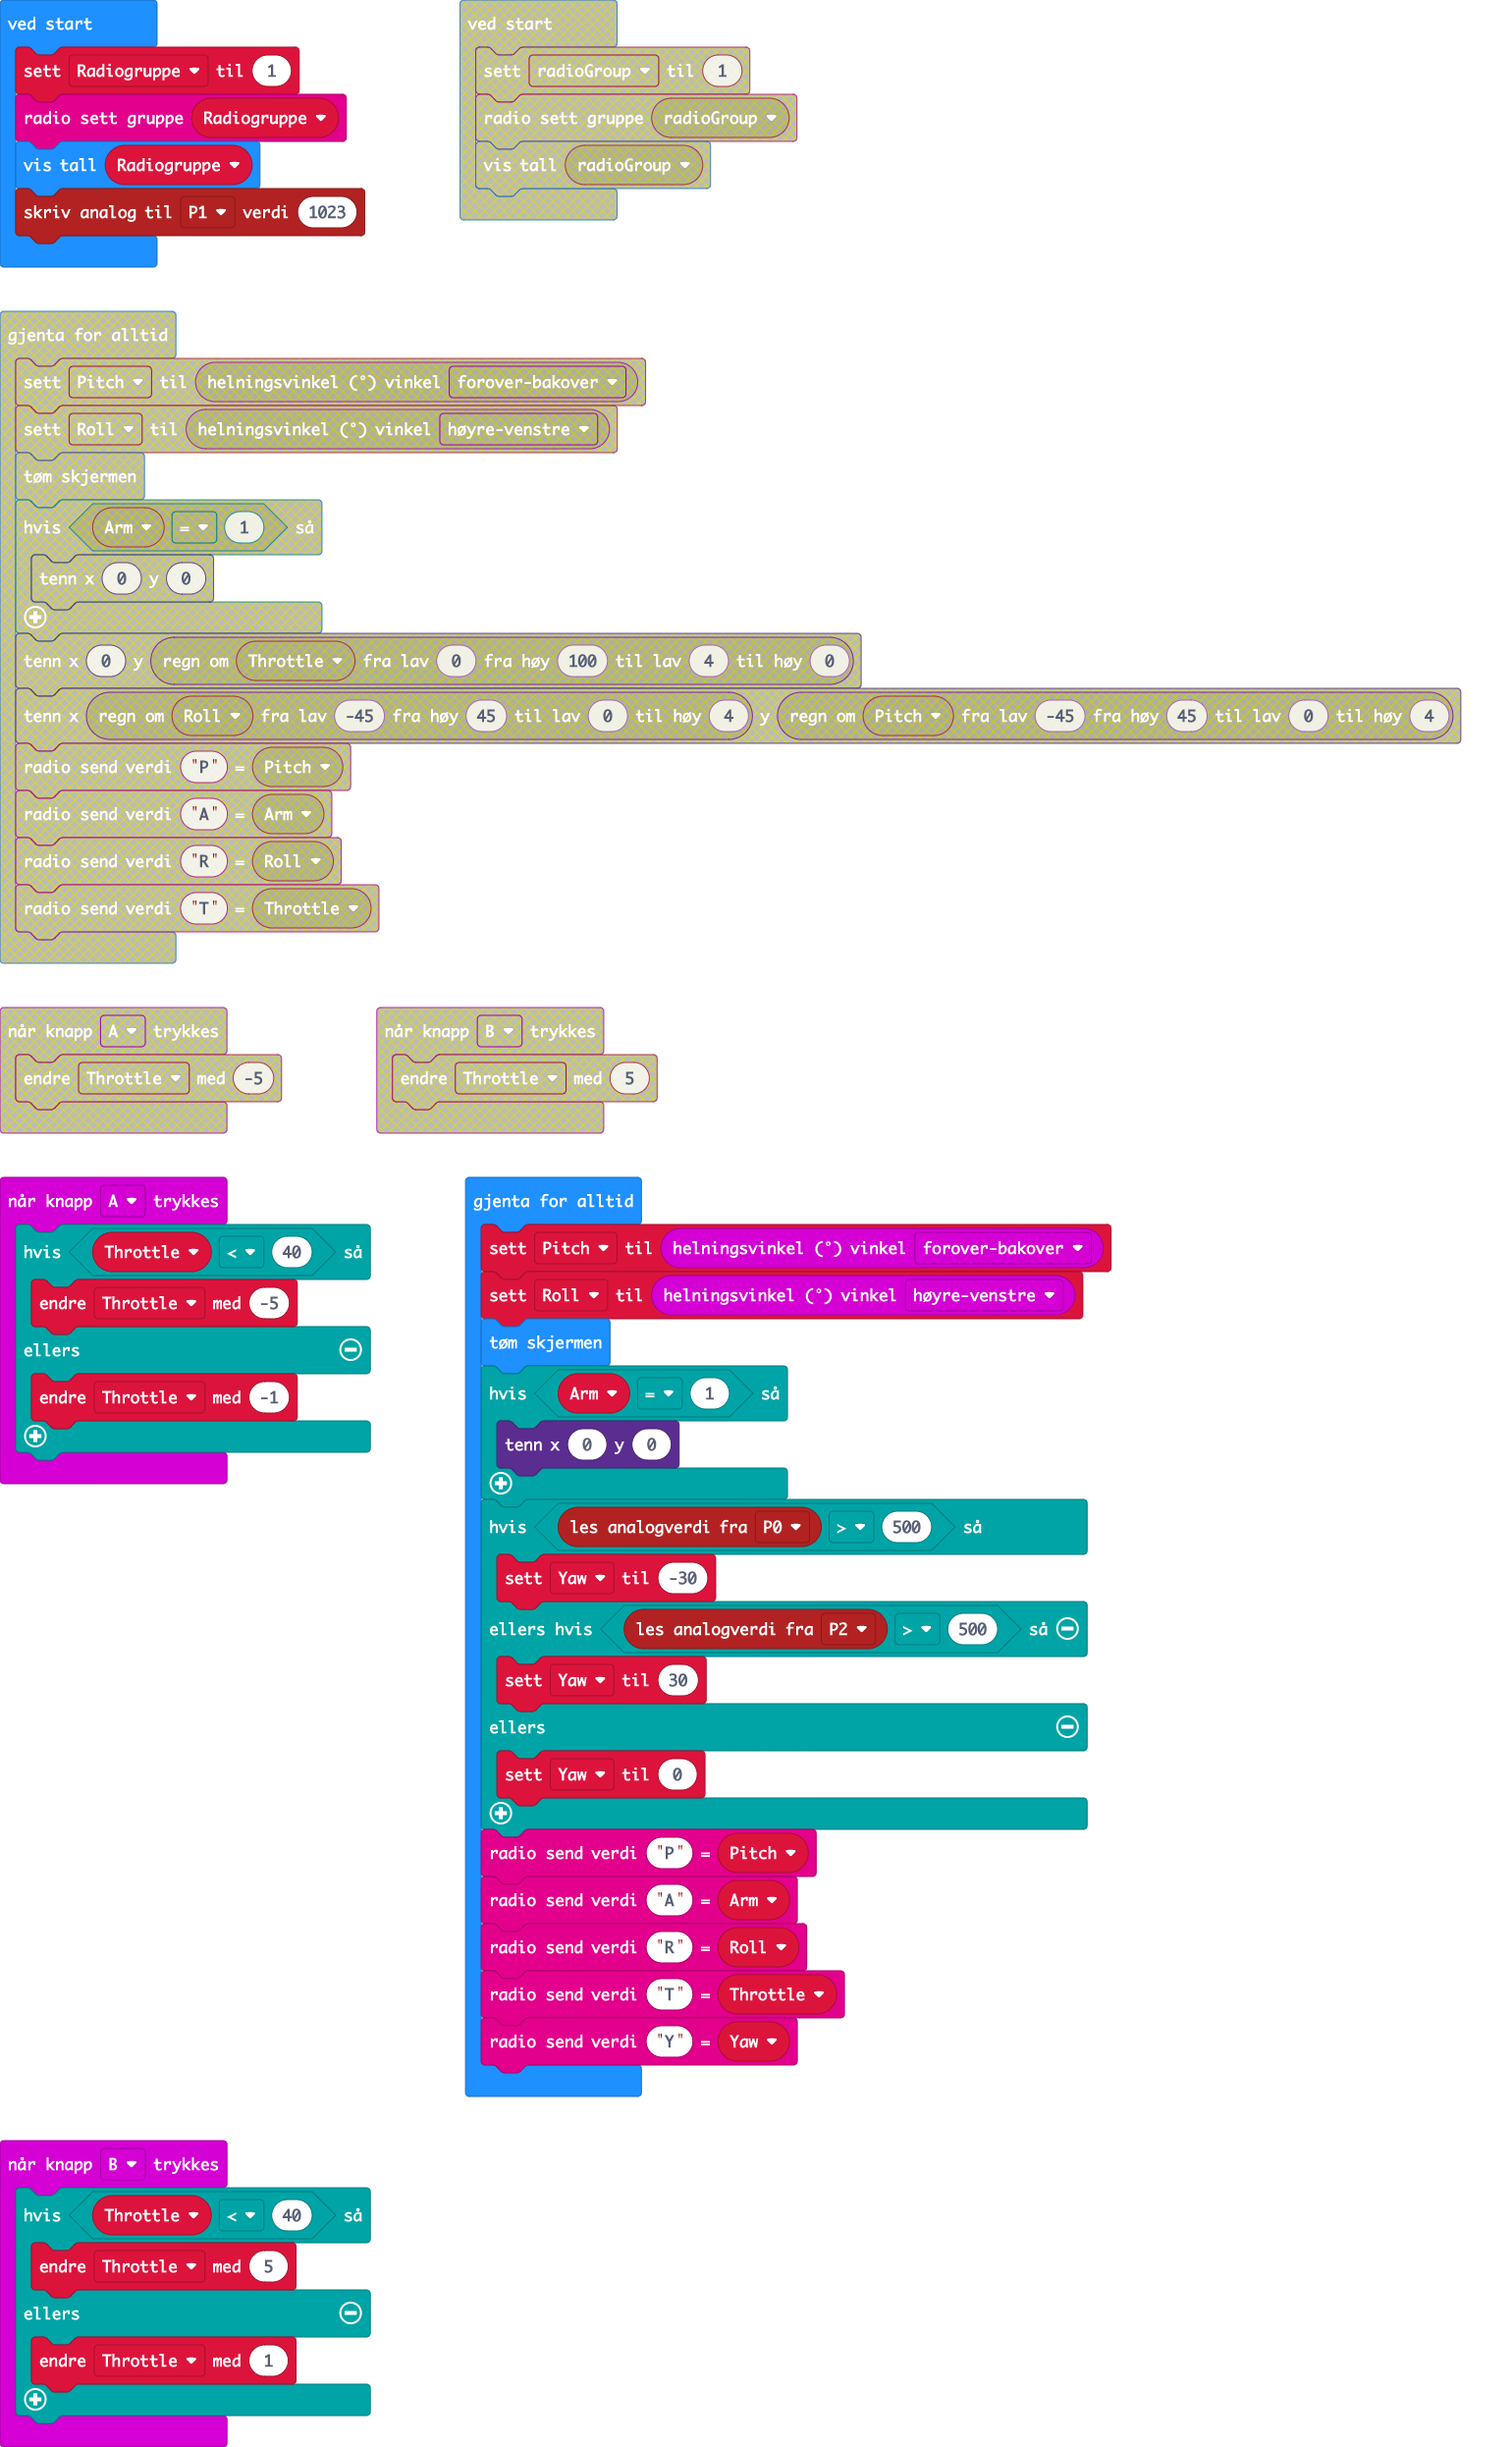 ved start
sett Radiogruppe til 1
radio sett gruppe Radiogruppe
vis tall Radiogruppe
skriv analog til P1 verdi 1023
ved start
sett radioGroup til 1
radio sett gruppe radioGroup
vis tall radioGroup
gjenta for alltid
sett Pitch til helningsvinkel (°) vinkel forover-bakover
sett Roll til helningsvinkel (°) vinkel høyre-venstre
tøm skjermen
hvis Arm = 1 så
tenn x 0 y 0
tenn x 0 y regn om Throttle fra lav 0 fra høy 100 til lav 4 til høy 0
tenn x regn om Roll fra lav -45 fra høy 45 til lav 0 til høy 4 y regn om Pitch fra lav -45 fra høy 45 til lav 0 til høy 4
radio send verdi "P" = Pitch
radio send verdi "A" = Arm
radio send verdi "R" = Roll
radio send verdi "T" = Throttle
når knapp A trykkes
endre Throttle med -5
når knapp B trykkes
endre Throttle med 5
når knapp A trykkes
hvis Throttle < 40 så
endre Throttle med -5
ellers
endre Throttle med -1
gjenta for alltid
sett Pitch til helningsvinkel (°) vinkel forover-bakover
sett Roll til helningsvinkel (°) vinkel høyre-venstre
tøm skjermen
hvis Arm = 1 så
tenn x 0 y 0
hvis les analogverdi fra P0 > 500 så
sett Yaw til -30
ellers hvis les analogverdi fra P2 > 500 så
sett Yaw til 30
ellers
sett Yaw til 0
radio send verdi "P" = Pitch
radio send verdi "A" = Arm
radio send verdi "R" = Roll
radio send verdi "T" = Throttle
radio send verdi "Y" = Yaw
når knapp B trykkes
hvis Throttle < 40 så
endre Throttle med 5
ellers
endre Throttle med 1